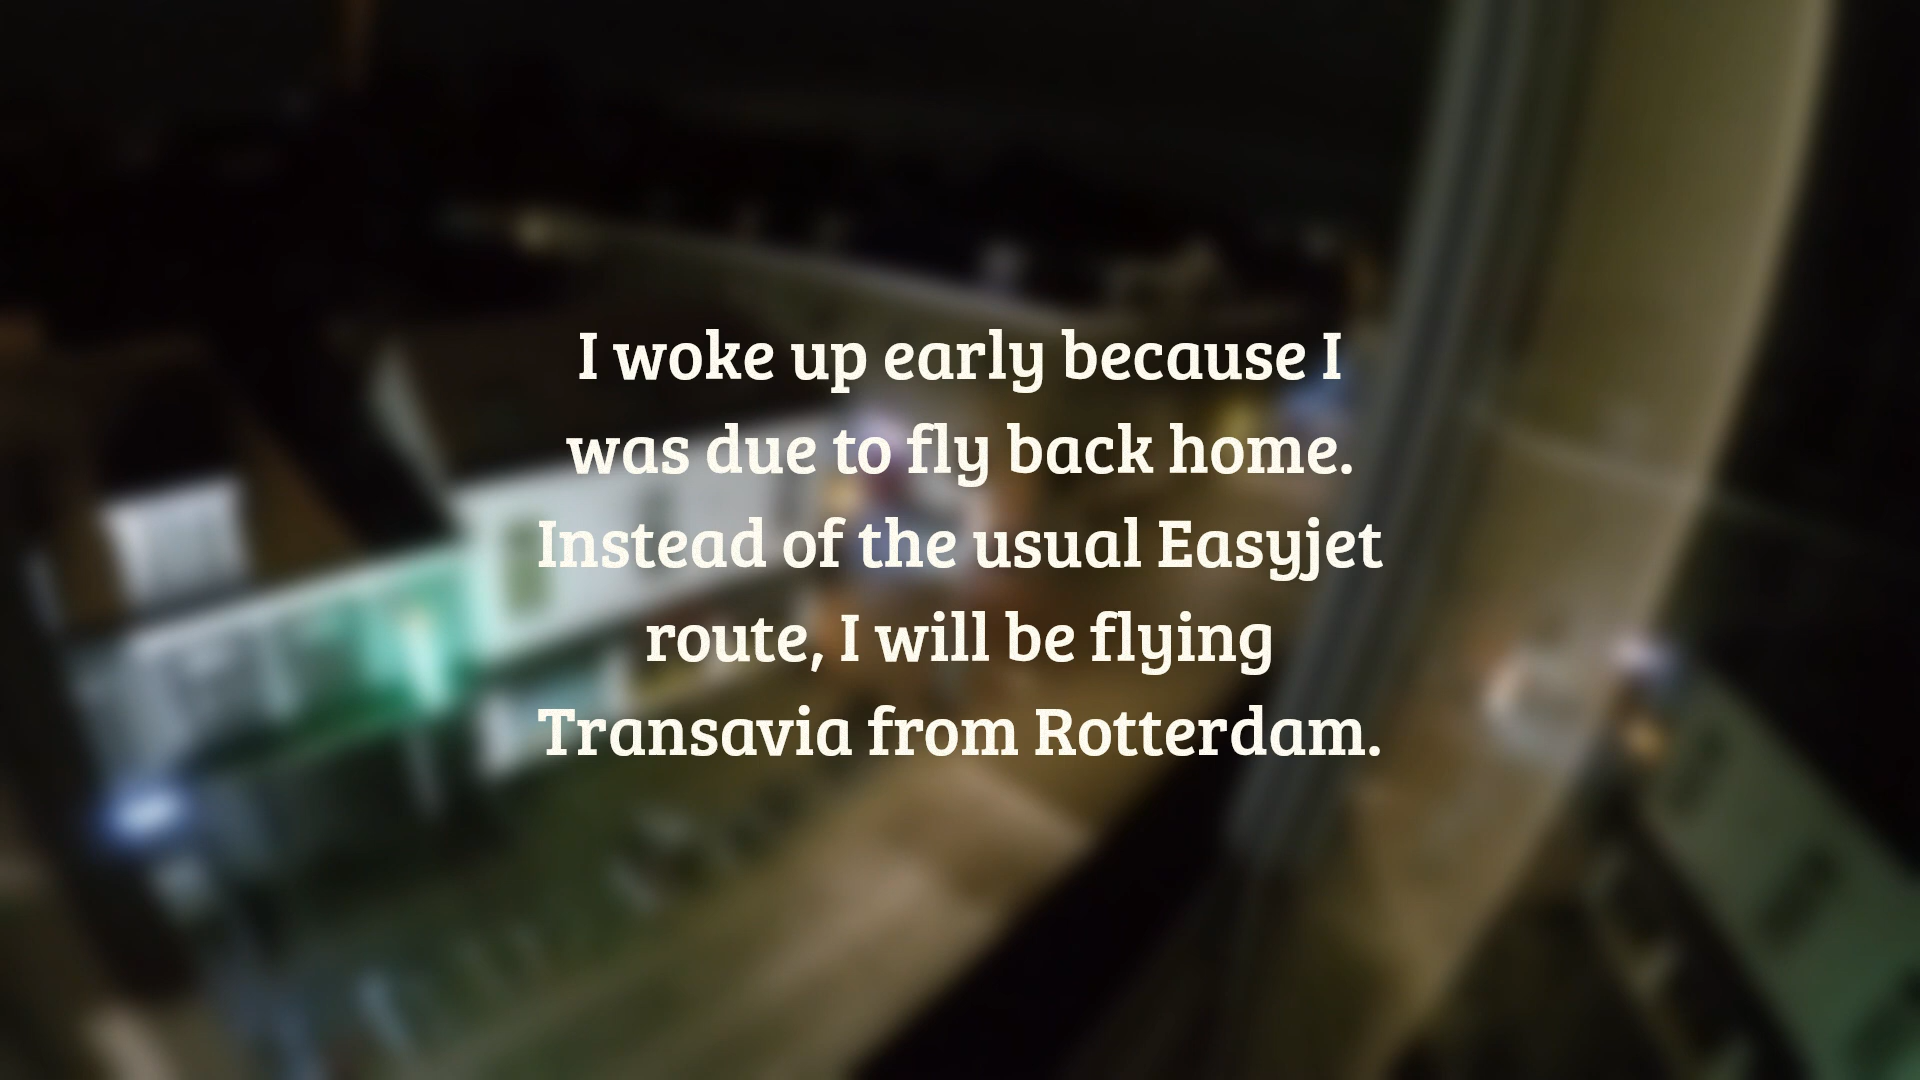 I woke up early because I
was due to fly back home.
Instead of the usual Easyjet
route, I will be flying
Transavia from Rotterdam.